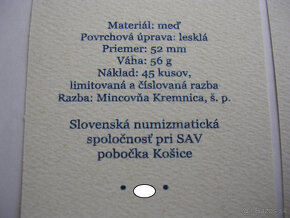 Materiál: meď
Povrchová úprava: lesklá
Priemer: 52 mm
Váha: 56 g
Náklad: 45 kusov,
limitovaná a číslovaná razba
Razba: Mincovňa Kremnica, š. p.
Slovenská numizmatická
spoločnosť pri SAV
pobočka Košice